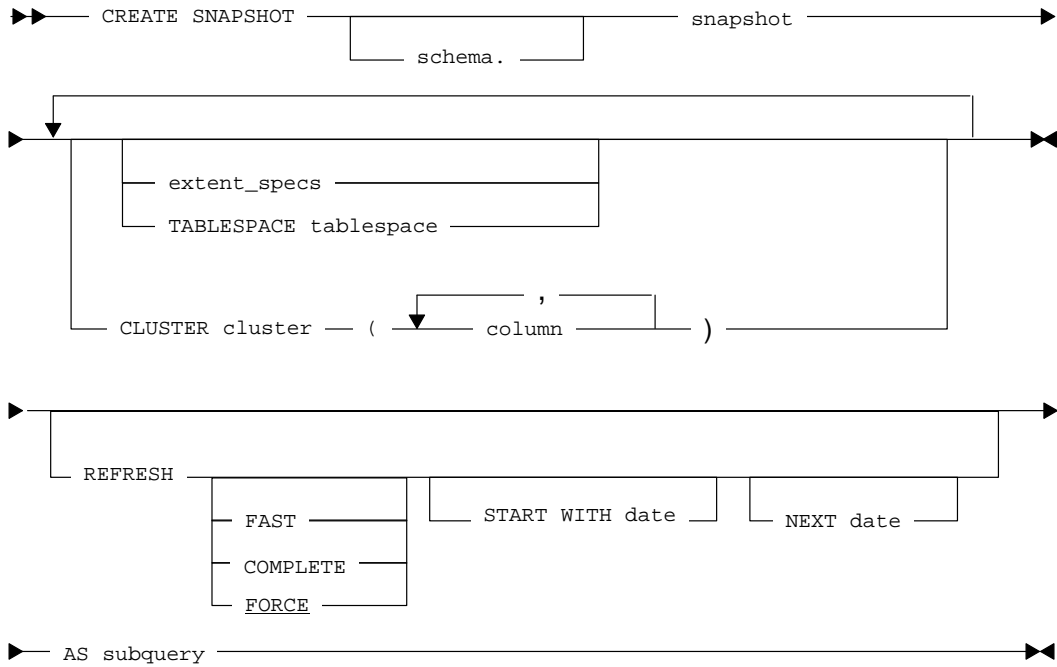 CREATE SNAPSHOT snapshot
schema.
extent_specs
TABLESPACE tablespace
,
CLUSTER cluster ( column )
REFRESH
FAST START WITH date NEXT date
COMPLETE
FORCE
AS subquery